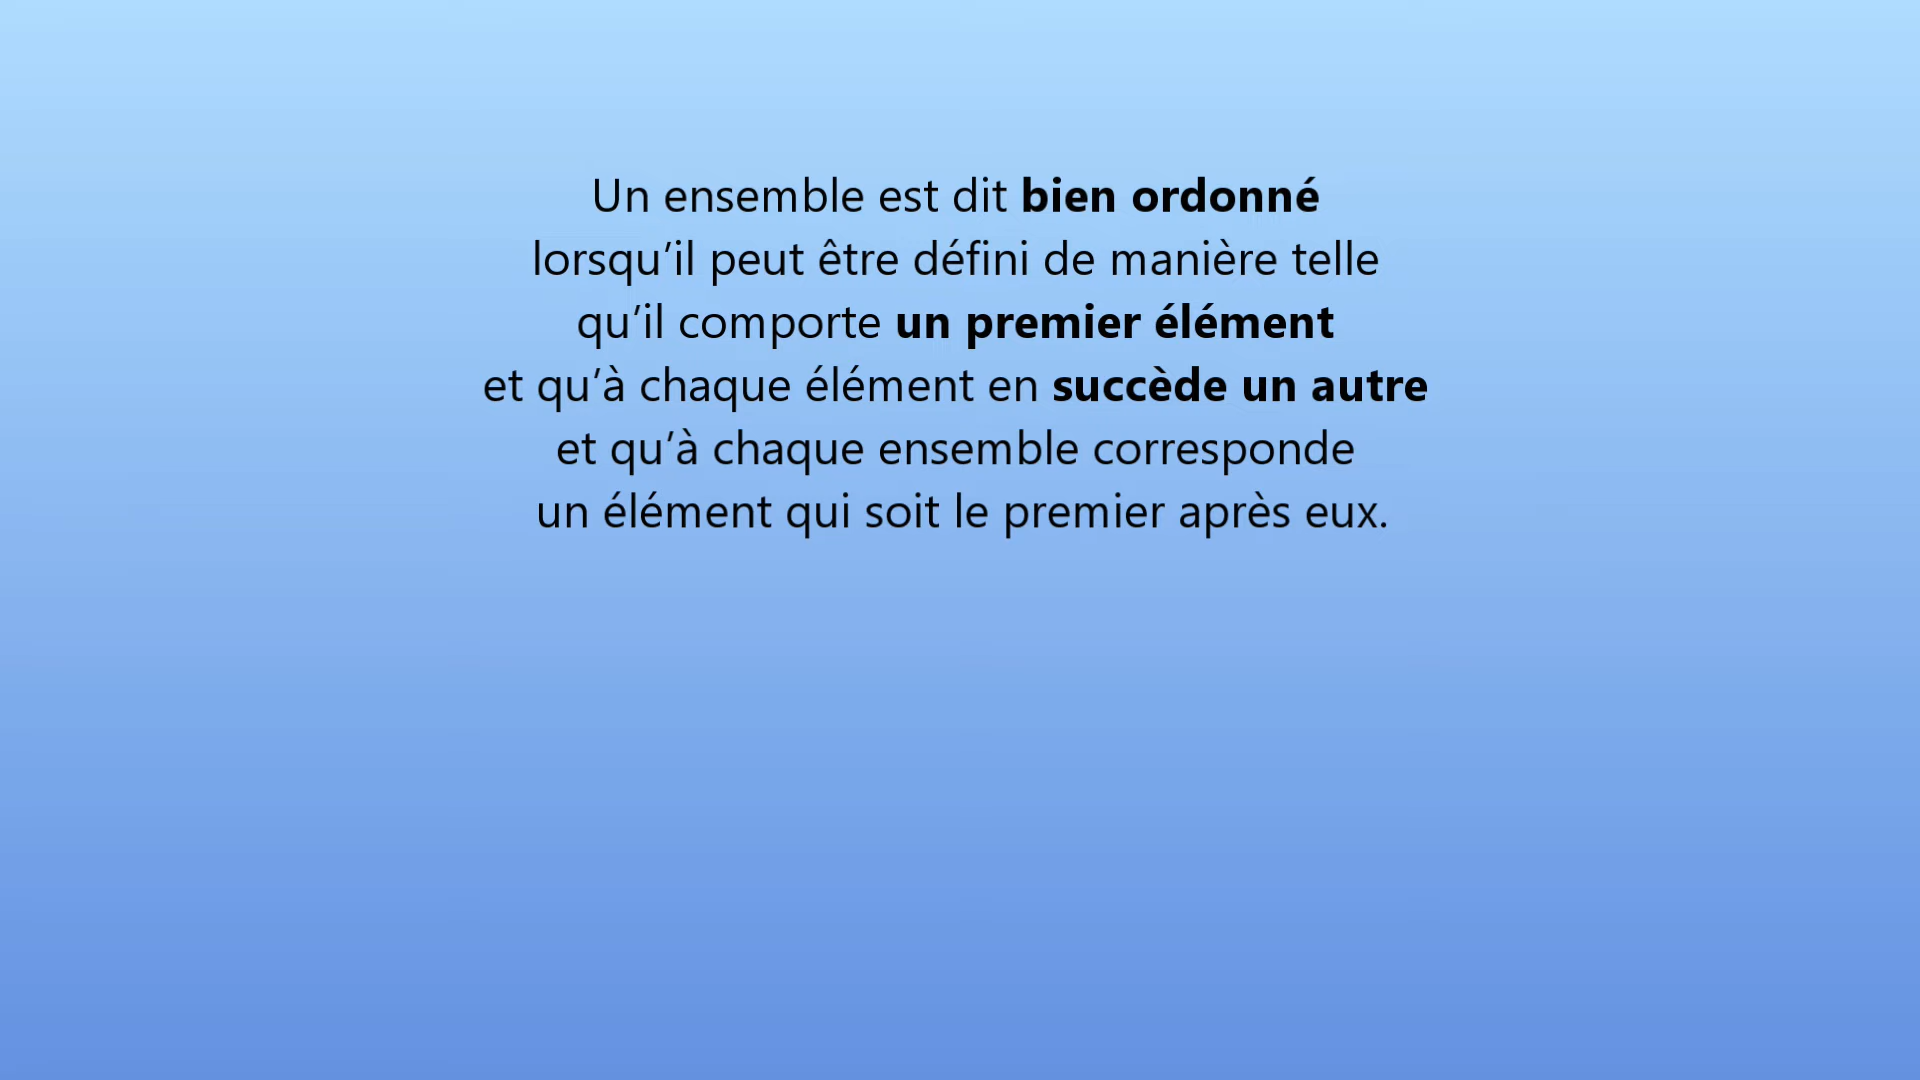 Un ensemble est dit bien ordonné
lorsqu’il peut être défini de manière telle
qu’il comporte un premier élément
et qu’à chaque élément en succède un autre
et qu’à chaque ensemble corresponde
un élément qui soit le premier après eux.